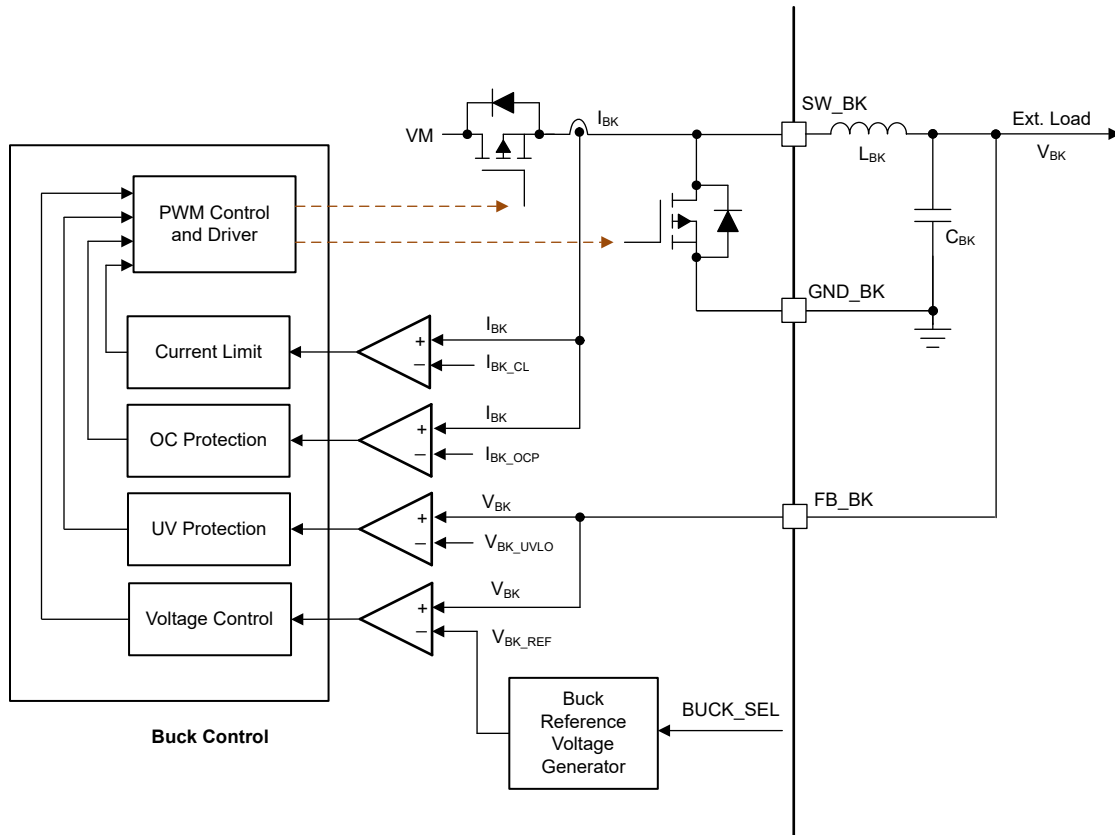 SW_BK
I_BK
Ext. Load
VM
L_BK
V_BK
PWM Control
and Driver
C_BK
GND_BK
I_BK
+
Current Limit
−
I_BK_CL
I_BK
+
OC Protection
−
I_BK_OCP
V_BK
FB_BK
+
UV Protection
−
V_BK_UVLO
V_BK
+
Voltage Control
−
V_BK_REF
Buck
Reference
Voltage
Generator
BUCK_SEL
Buck Control